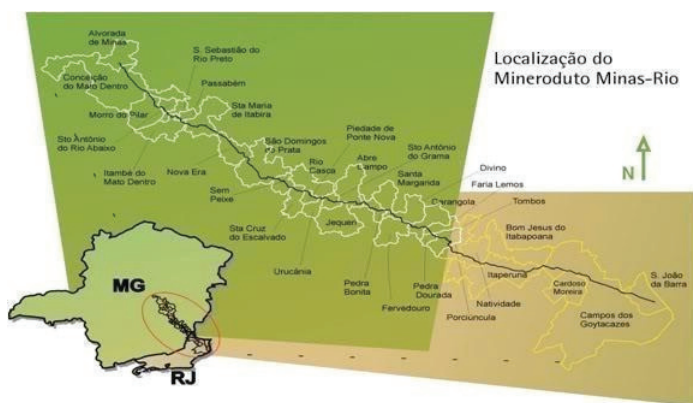 Localização do
Mineroduto Minas-Rio
N
Alvorada de
Minas
S. Sebastião do
Rio Preto
Conceição
do Mato Dentro
Passabém
Morro do Pilar
Sta Maria
de Itabira
Sto Antônio
do Rio Abaixo
São Domingos
do Prata
Piedade de
Ponte Nova
Itambé do
Mato Dentro
Nova Era
Rio
Casca
Abre
Campo
Sto Antônio
do Grama
Santa
Margarida
Divino
Faria Lemos
Sem
Peixe
Carangola
Tombos
Sta Cruz
do Escalvado
Jequeri
Bom Jesus do
Itabapoana
Urucânia
Pedra
Bonita
Fervedouro
Pedra
Dourada
Porciúncula
Natividade
Itaperuna
Cardoso
Moreira
S. João
da Barra
Campos dos
Goytacazes
MG
RJ